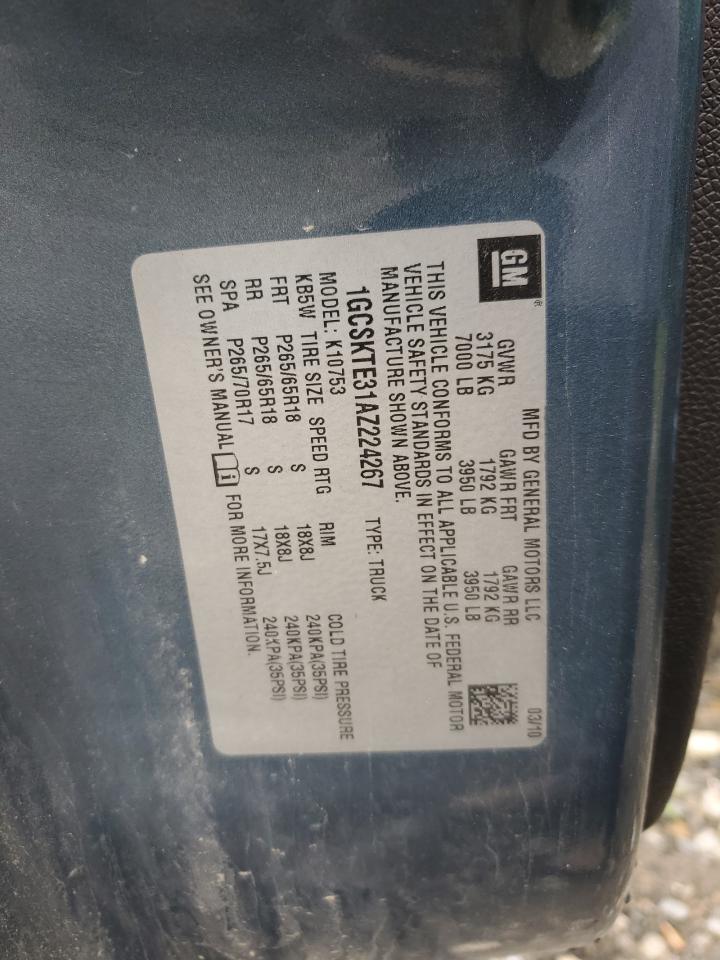 GM ®
MFD BY GENERAL MOTORS LLC 03/10
GVWR GAWR FRT GAWR RR
3175 KG 1792 KG 1792 KG
7000 LB 3950 LB 3950 LB
THIS VEHICLE CONFORMS TO ALL APPLICABLE U.S. FEDERAL MOTOR
VEHICLE SAFETY STANDARDS IN EFFECT ON THE DATE OF
MANUFACTURE SHOWN ABOVE.
1GCSKTE31AZ224267 TYPE: TRUCK
MODEL: K10753
KB5W TIRE SIZE SPEED RTG RIM COLD TIRE PRESSURE
FRT P265/65R18 S 18X8J 240KPA(35PSI)
RR P265/65R18 S 18X8J 240KPA(35PSI)
SPA P265/70R17 S 17X7.5J 240KPA(35PSI)
SEE OWNER'S MANUAL i FOR MORE INFORMATION.